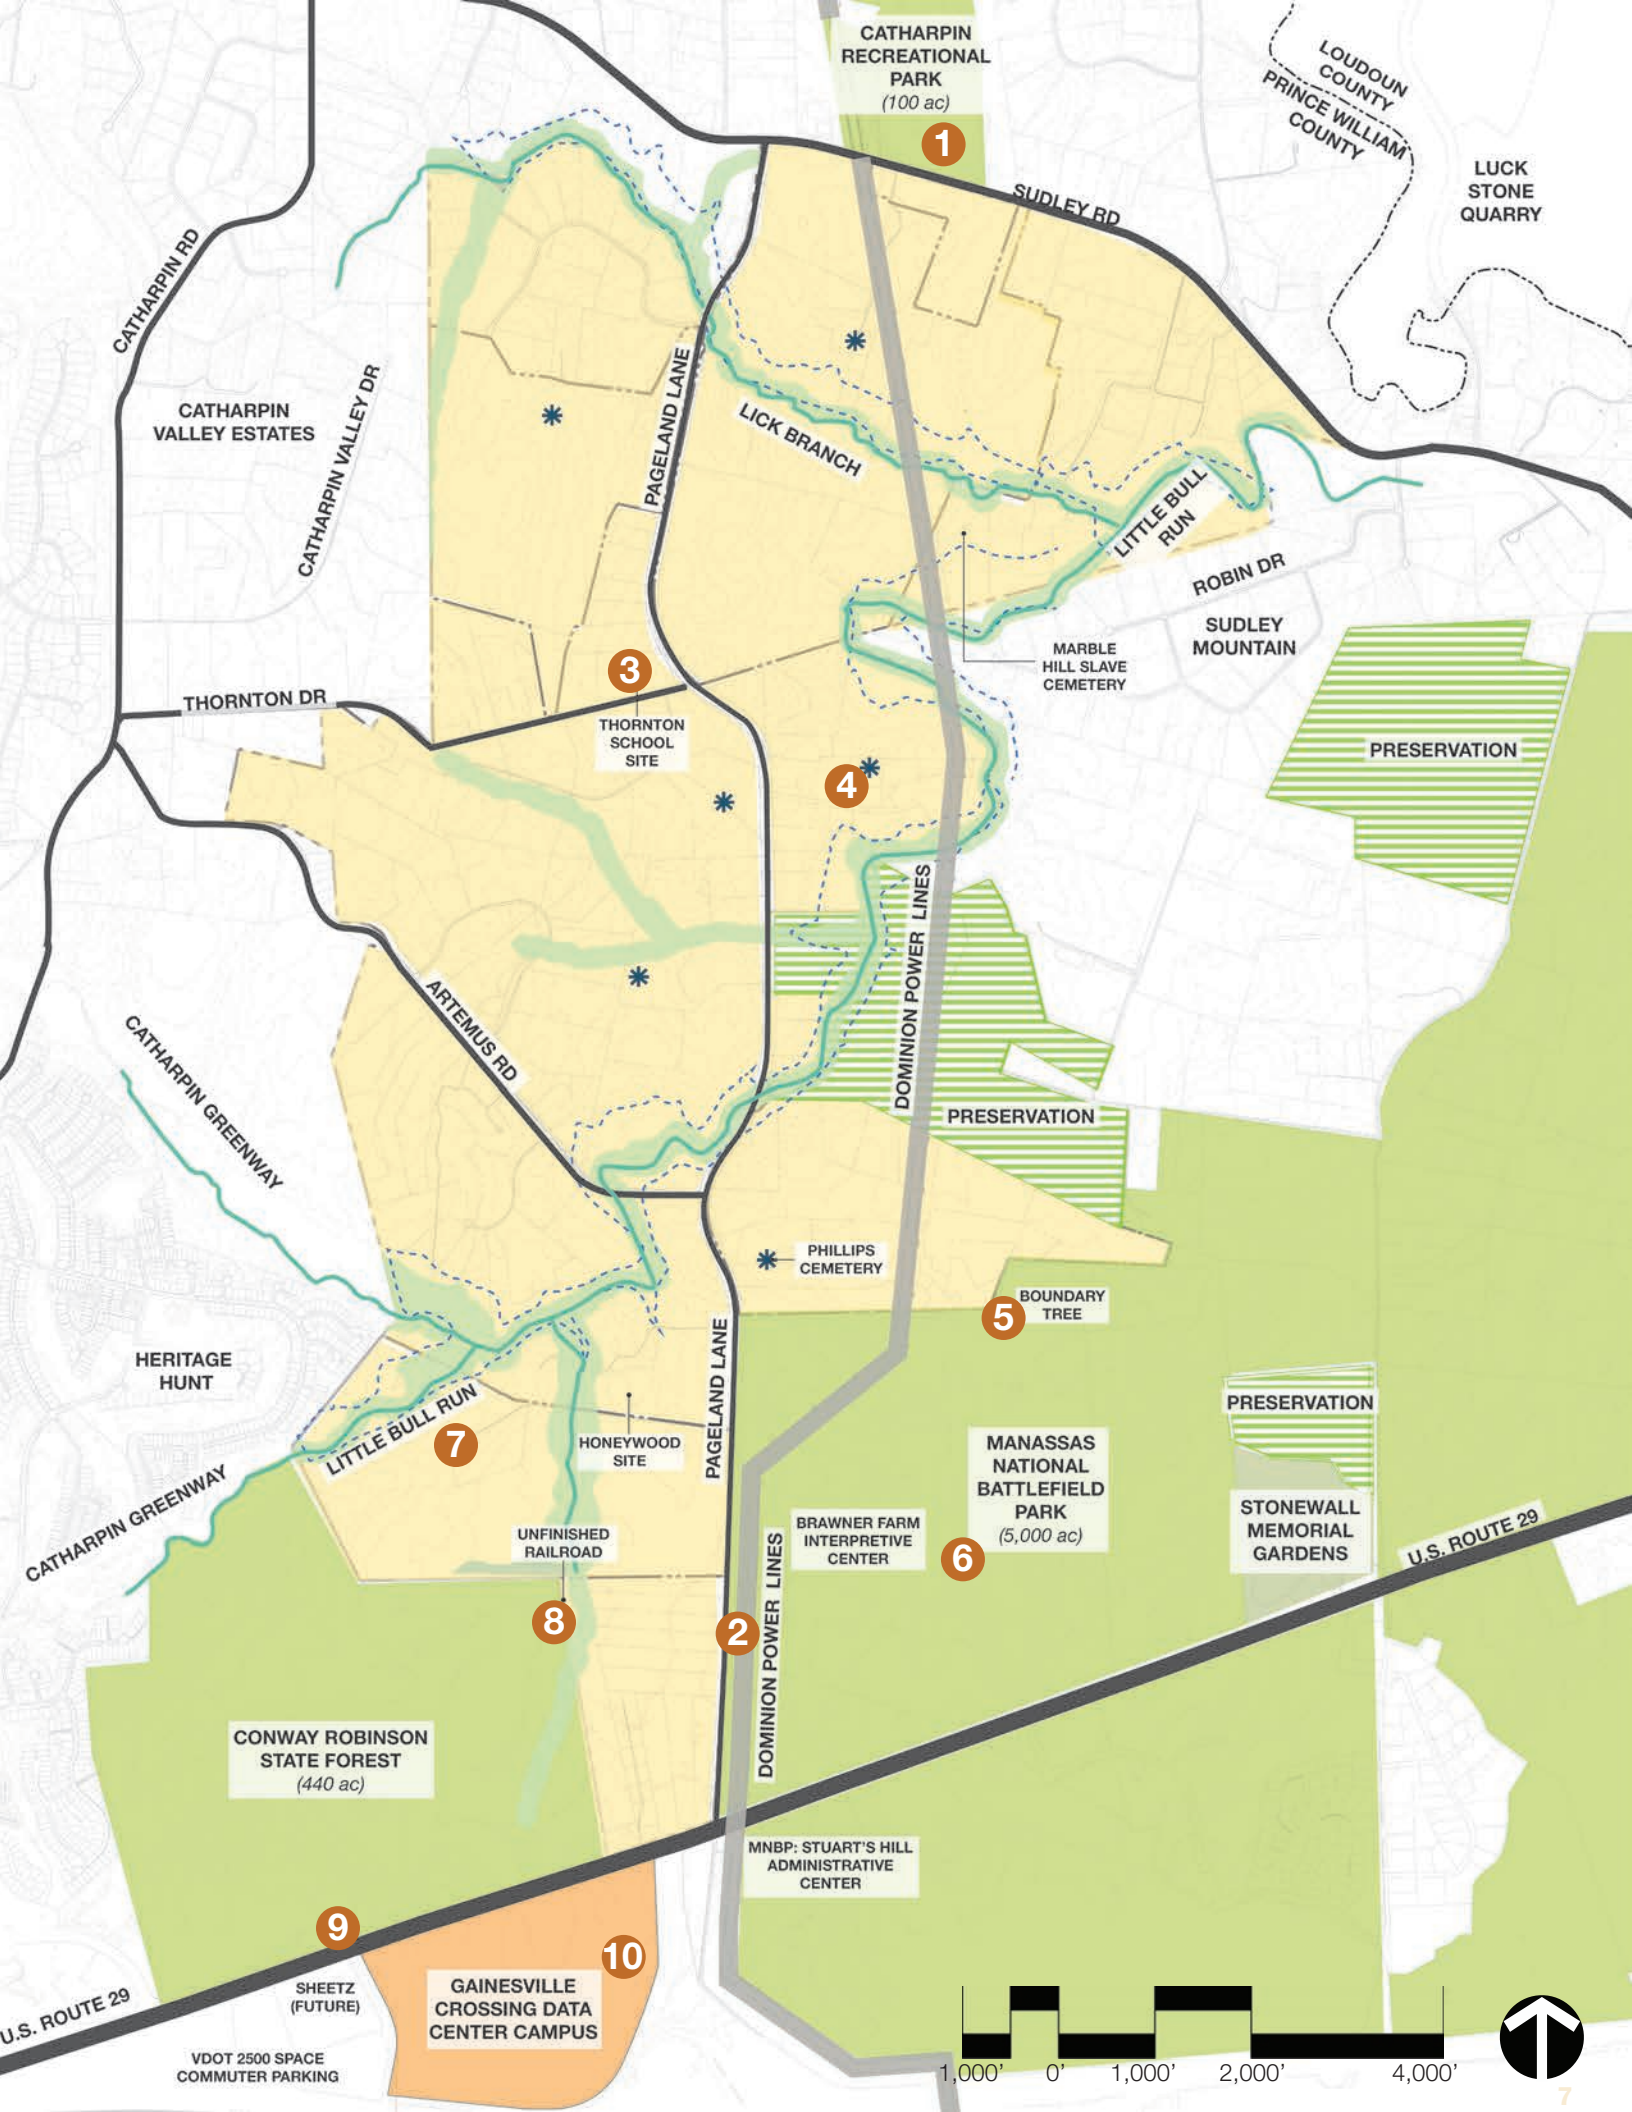 CATHARPIN
RECREATIONAL
PARK
(100 ac)
1
LOUDOUN
COUNTY
PRINCE WILLIAM
COUNTY
LUCK
STONE
QUARRY
SUDLEY RD
CATHARPIN RD
CATHARPIN
VALLEY ESTATES
CATHARPIN VALLEY DR
PAGELAND LANE
LICK BRANCH
LITTLE BULL
RUN
ROBIN DR
SUDLEY
MOUNTAIN
MARBLE
HILL SLAVE
CEMETERY
3
THORNTON DR
THORNTON
SCHOOL
SITE
4
PRESERVATION
DOMINION POWER LINES
ARTEMUS RD
CATHARPIN GREENWAY
PRESERVATION
PHILLIPS
CEMETERY
BOUNDARY
TREE
5
HERITAGE
HUNT
PAGELAND LANE
PRESERVATION
LITTLE BULL RUN
7
HONEYWOOD
SITE
MANASSAS
NATIONAL
BATTLEFIELD
PARK
(5,000 ac)
CATHARPIN GREENWAY
UNFINISHED
RAILROAD
BRAWNER FARM
INTERPRETIVE
CENTER
6
STONEWALL
MEMORIAL
GARDENS
U.S. ROUTE 29
8
2
DOMINION POWER LINES
CONWAY ROBINSON
STATE FOREST
(440 ac)
MNBP: STUART'S HILL
ADMINISTRATIVE
CENTER
9
10
SHEETZ
(FUTURE)
GAINESVILLE
CROSSING DATA
CENTER CAMPUS
U.S. ROUTE 29
VDOT 2500 SPACE
COMMUTER PARKING
1,000' 0' 1,000' 2,000' 4,000'
7